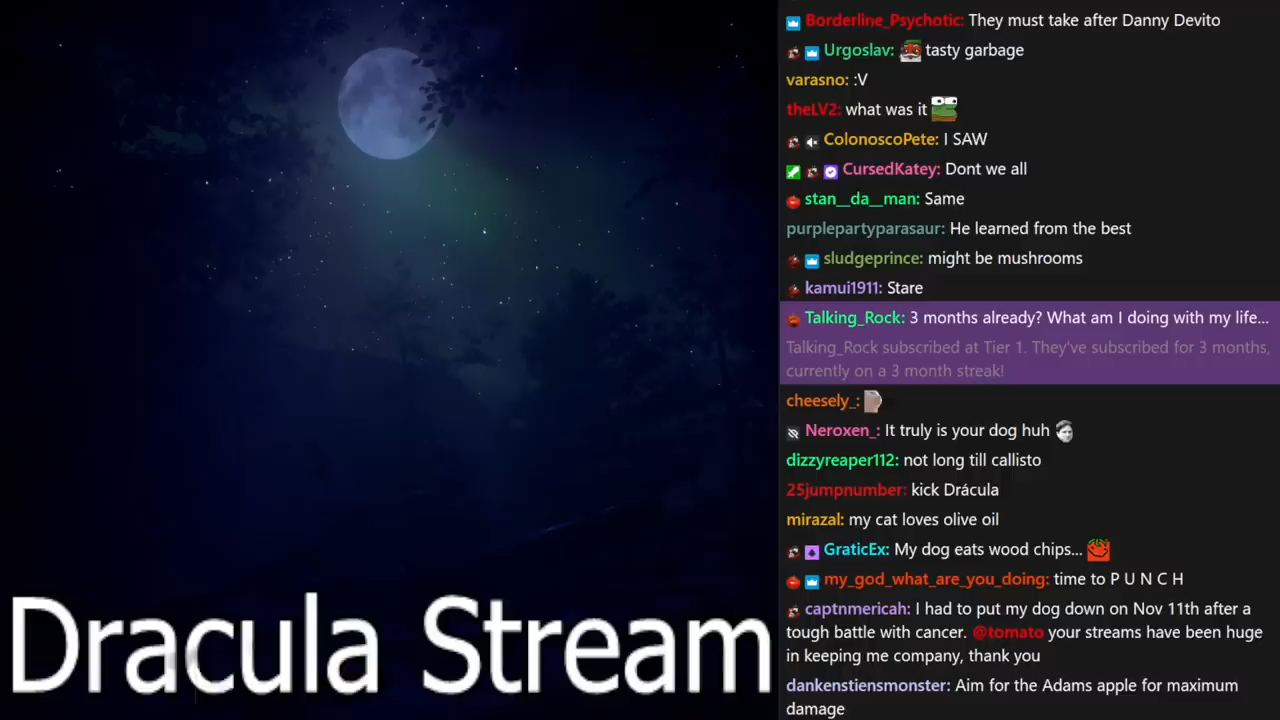 Dracula Stream
Borderline_Psychotic: They must take after Danny Devito
Urgoslav: tasty garbage
varasno: :V
theLV2: what was it
ColonoscoPete: I SAW
CursedKatey: Dont we all
stan__da__man: Same
purplepartyparasaur: He learned from the best
sludgeprince: might be mushrooms
kamui1911: Stare
Talking_Rock: 3 months already? What am I doing with my life...
Talking_Rock subscribed at Tier 1. They've subscribed for 3 months,
currently on a 3 month streak!
cheesely_:
Neroxen_: It truly is your dog huh
dizzyreaper112: not long till callisto
25jumpnumber: kick Drácula
mirazal: my cat loves olive oil
GraticEx: My dog eats wood chips...
my_god_what_are_you_doing: time to P U N C H
captnmericah: I had to put my dog down on Nov 11th after a
tough battle with cancer. @tomato your streams have been huge
in keeping me company, thank you
dankenstiensmonster: Aim for the Adams apple for maximum
damage